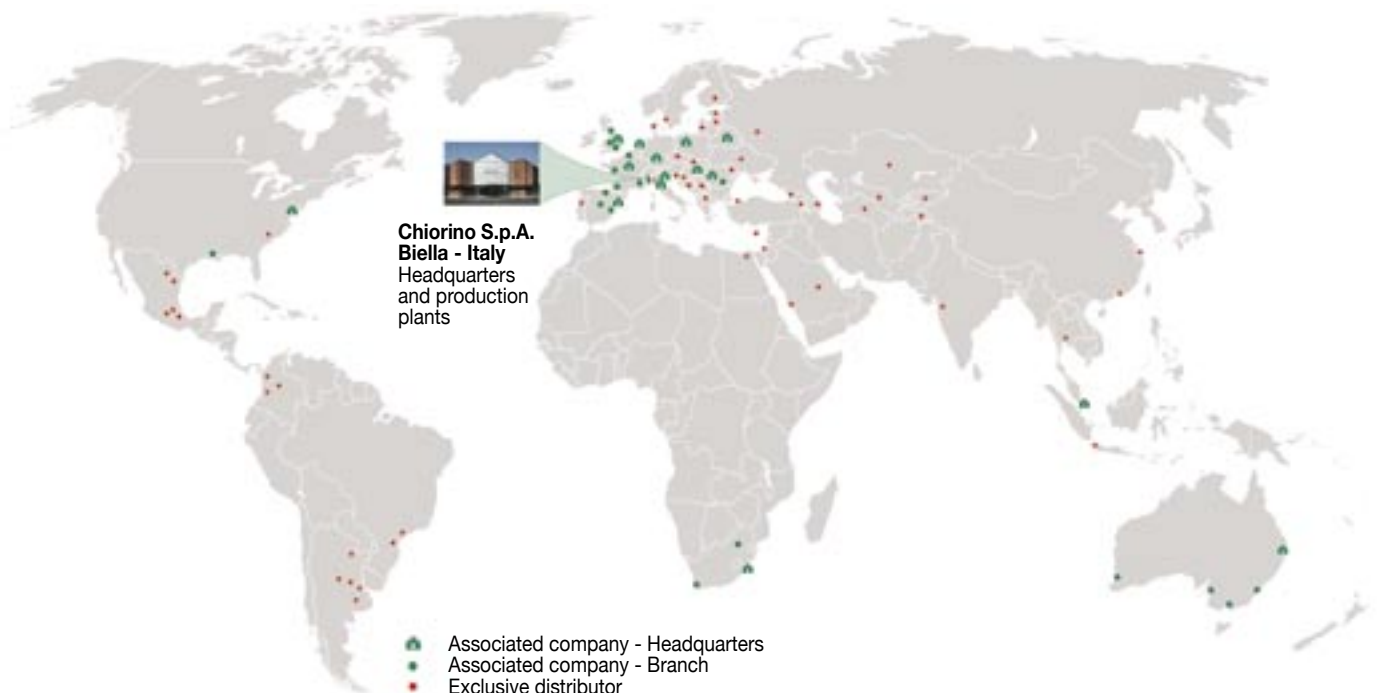 Chiorino S.p.A.
Biella - Italy
Headquarters
and production
plants
Associated company - Headquarters
Associated company - Branch
Exclusive distributor